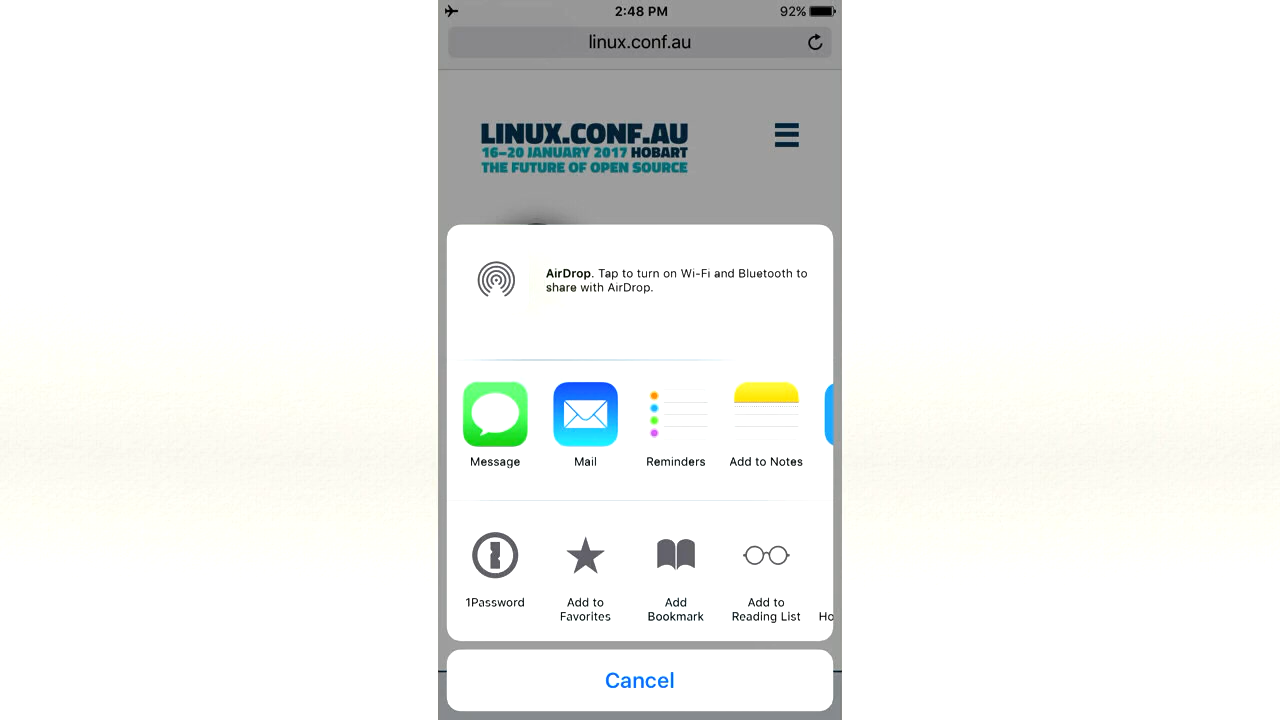 2:48 PM
92%
linux.conf.au
LINUX.CONF.AU
16–20 JANUARY 2017 HOBART
THE FUTURE OF OPEN SOURCE
AirDrop. Tap to turn on Wi-Fi and Bluetooth to
share with AirDrop.
Message Mail Reminders Add to Notes
1Password Add to Add Add to
Favorites Bookmark Reading List Ho
Cancel